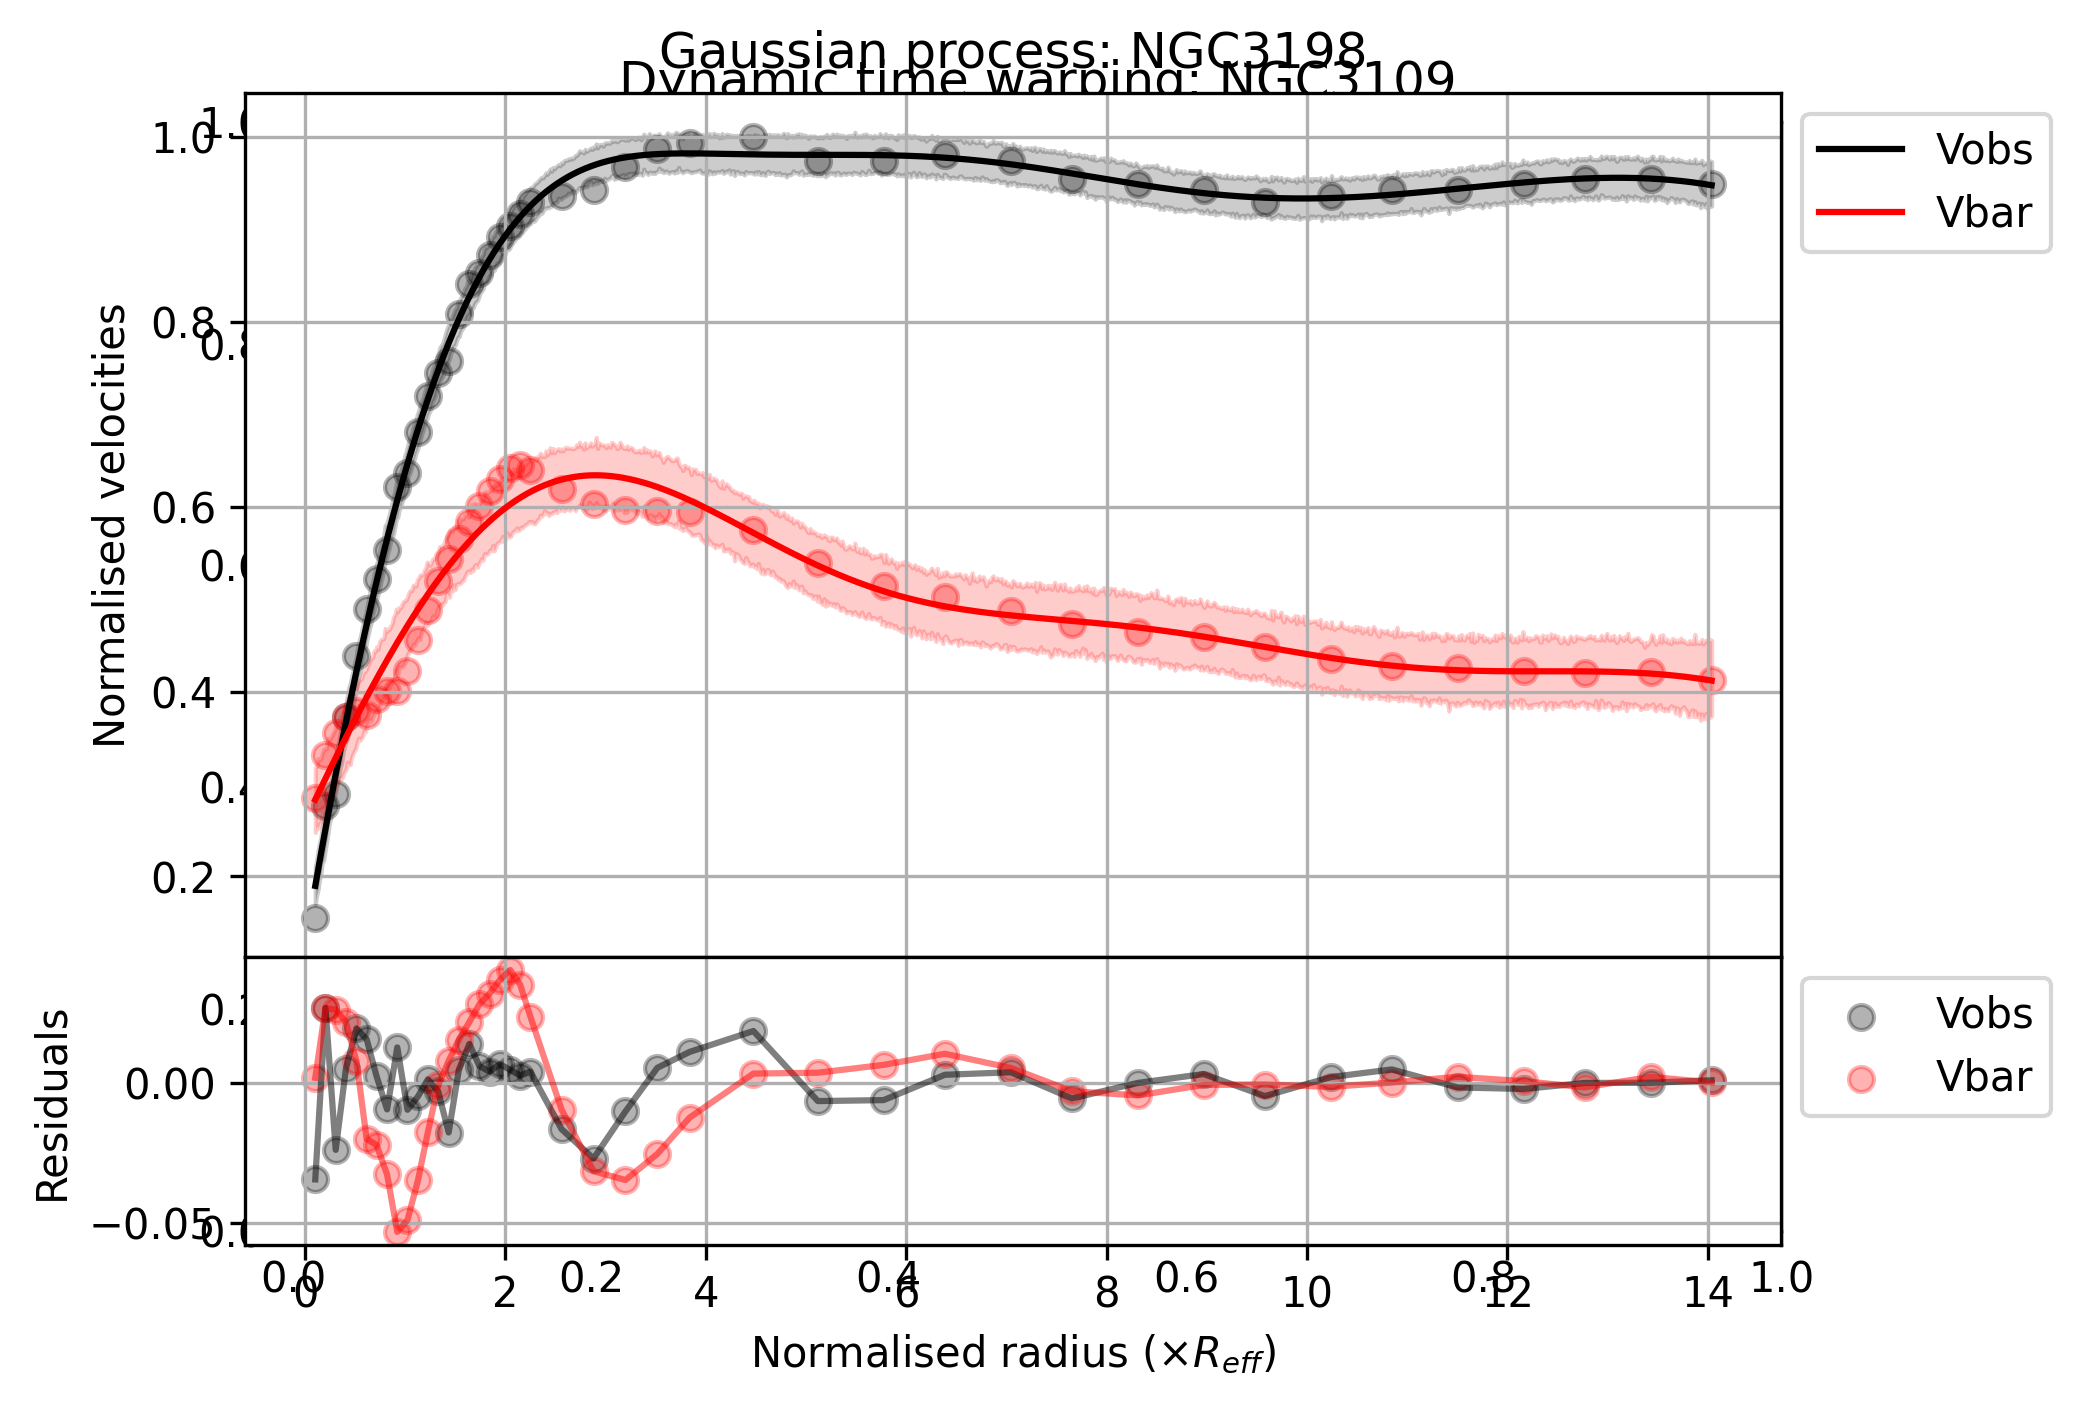 Gaussian process: NGC3198
Dynamic time warping: NGC3109
1.0
0.8
0.6
0.4
0.2
Normalised velocities
Vobs
Vbar
0.00
−0.05
Residuals
Vobs
Vbar
0.0 0.2 0.4 0.6 0.8 1.0
0 2 4 6 8 10 12 14
Normalised radius (×R_eff)